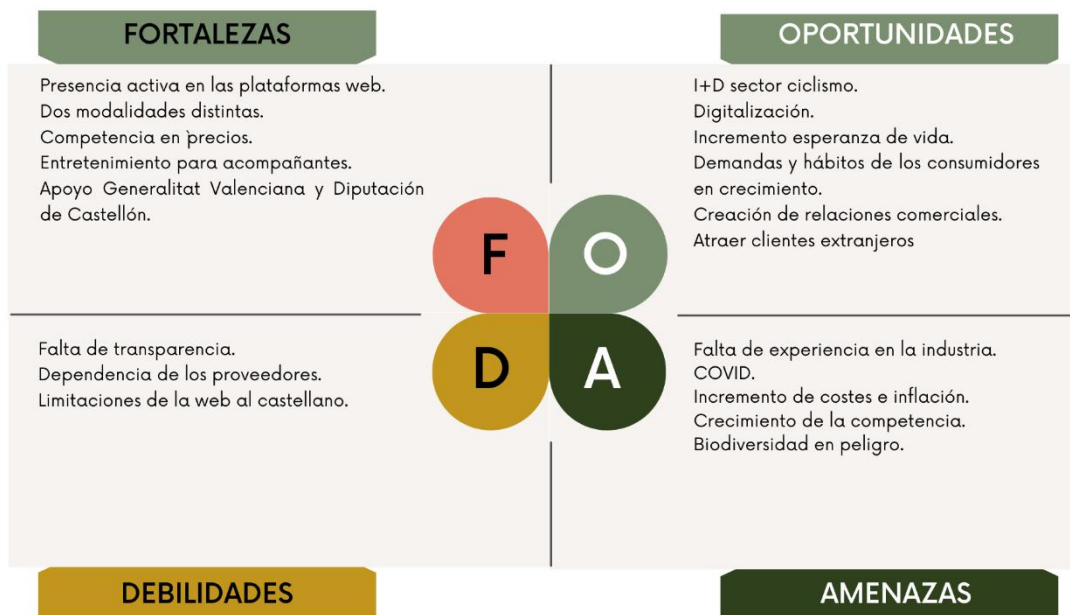 FORTALEZAS
Presencia activa en las plataformas web.
Dos modalidades distintas.
Competencia en precios.
Entretenimiento para acompañantes.
Apoyo Generalitat Valenciana y Diputación
de Castellón.
OPORTUNIDADES
I+D sector ciclismo.
Digitalización.
Incremento esperanza de vida.
Demandas y hábitos de los consumidores
en crecimiento.
Creación de relaciones comerciales.
Atraer clientes extranjeros
F
O
D
A
Falta de transparencia.
Dependencia de los proveedores.
Limitaciones de la web al castellano.
DEBILIDADES
Falta de experiencia en la industria.
COVID.
Incremento de costes e inflación.
Crecimiento de la competencia.
Biodiversidad en peligro.
AMENAZAS